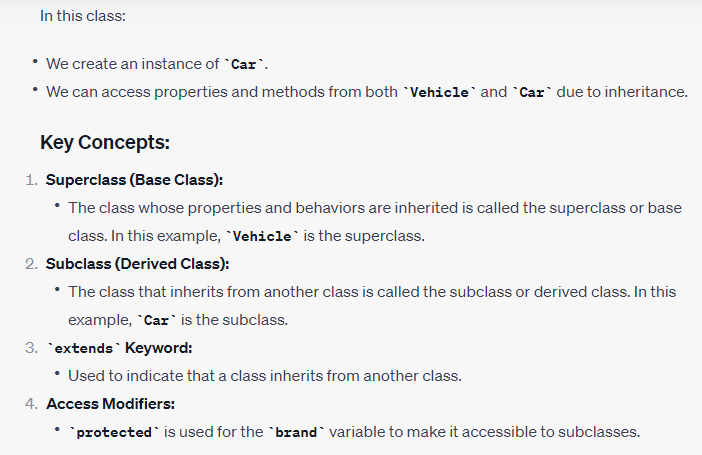 In this class:
• We create an instance of `Car`.
• We can access properties and methods from both `Vehicle` and `Car` due to inheritance.
Key Concepts:
1. Superclass (Base Class):
• The class whose properties and behaviors are inherited is called the superclass or base
class. In this example, `Vehicle` is the superclass.
2. Subclass (Derived Class):
• The class that inherits from another class is called the subclass or derived class. In this
example, `Car` is the subclass.
3. `extends` Keyword:
• Used to indicate that a class inherits from another class.
4. Access Modifiers:
• `protected` is used for the `brand` variable to make it accessible to subclasses.